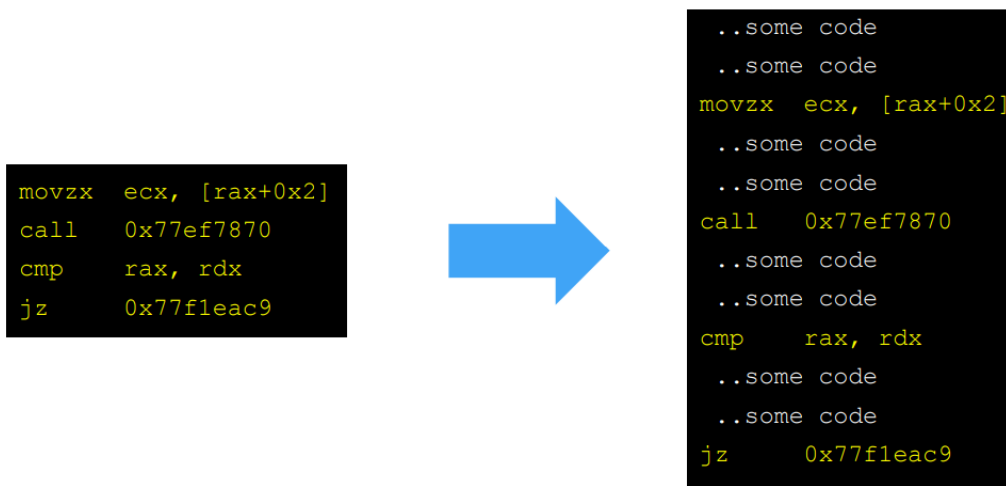 movzx ecx, [rax+0x2]
call 0x77ef7870
cmp rax, rdx
jz 0x77f1eac9
..some code
..some code
movzx ecx, [rax+0x2]
..some code
..some code
call 0x77ef7870
..some code
..some code
cmp rax, rdx
..some code
..some code
jz 0x77f1eac9